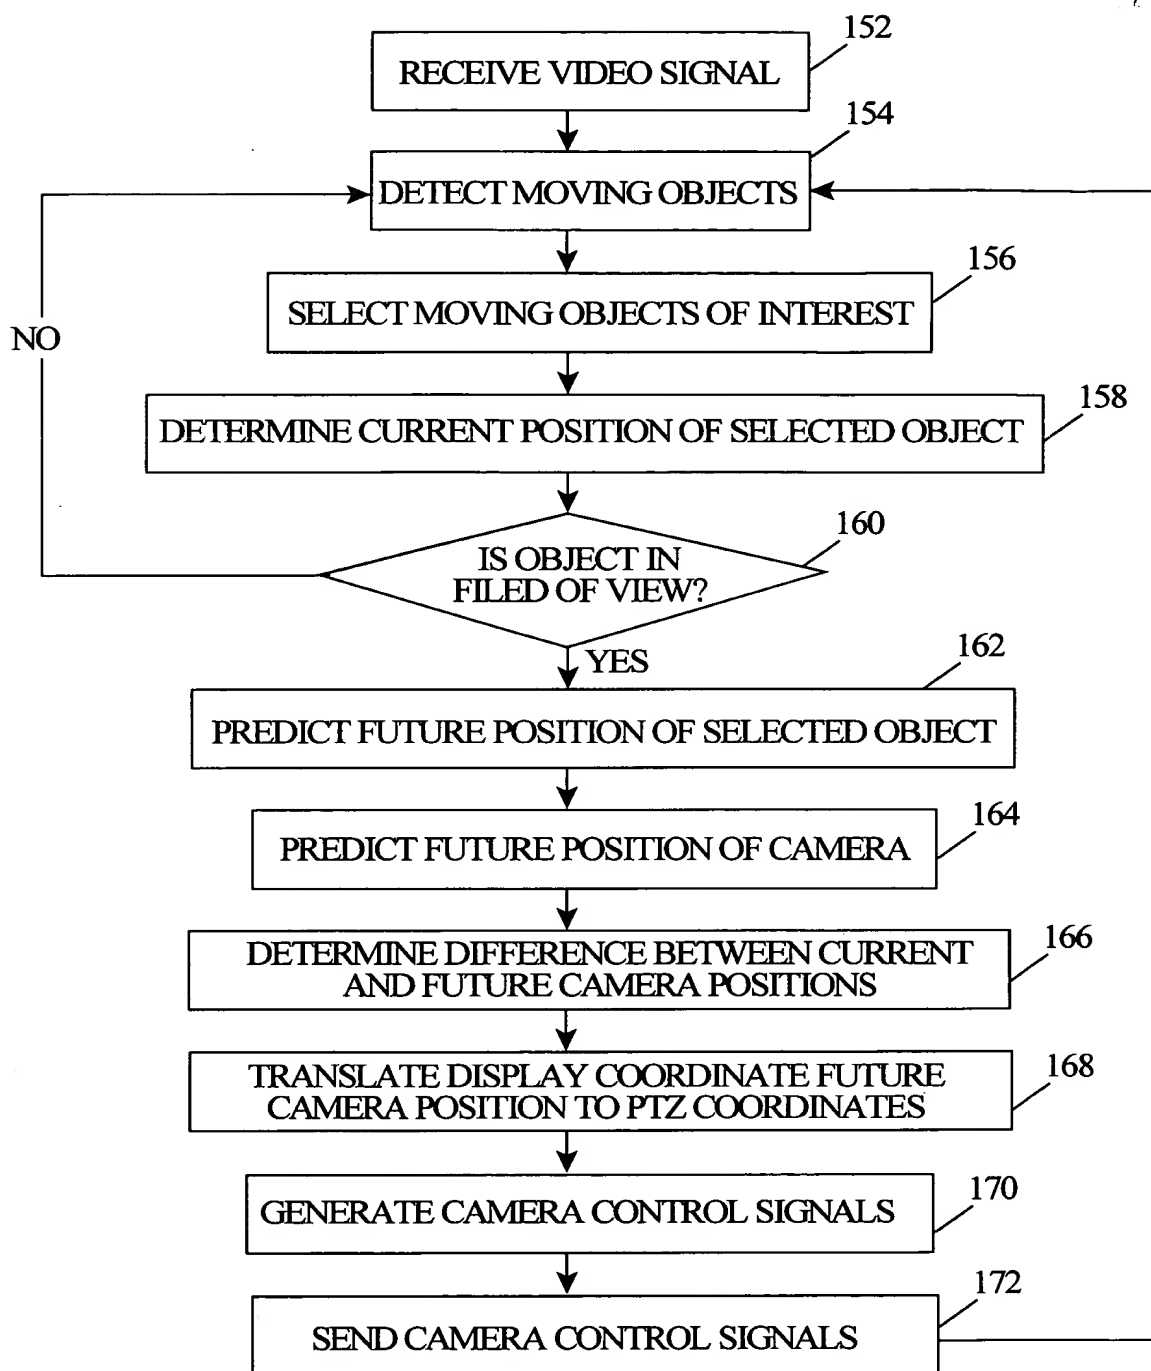 152
RECEIVE VIDEO SIGNAL
154
DETECT MOVING OBJECTS
156
SELECT MOVING OBJECTS OF INTEREST
NO
158
DETERMINE CURRENT POSITION OF SELECTED OBJECT
160
IS OBJECT IN
FILED OF VIEW?
YES
162
PREDICT FUTURE POSITION OF SELECTED OBJECT
164
PREDICT FUTURE POSITION OF CAMERA
166
DETERMINE DIFFERENCE BETWEEN CURRENT
AND FUTURE CAMERA POSITIONS
168
TRANSLATE DISPLAY COORDINATE FUTURE
CAMERA POSITION TO PTZ COORDINATES
170
GENERATE CAMERA CONTROL SIGNALS
172
SEND CAMERA CONTROL SIGNALS